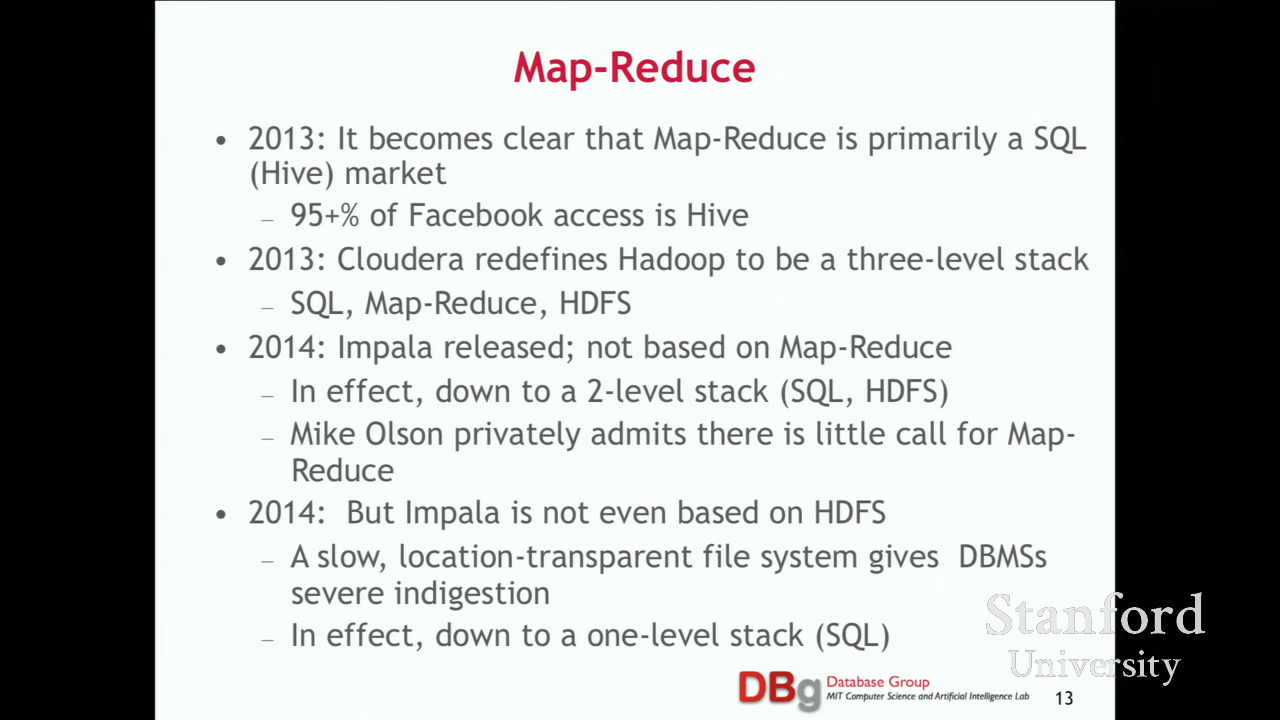 Map-Reduce
• 2013: It becomes clear that Map-Reduce is primarily a SQL
(Hive) market
– 95+% of Facebook access is Hive
• 2013: Cloudera redefines Hadoop to be a three-level stack
– SQL, Map-Reduce, HDFS
• 2014: Impala released; not based on Map-Reduce
– In effect, down to a 2-level stack (SQL, HDFS)
– Mike Olson privately admits there is little call for Map-
Reduce
• 2014:  But Impala is not even based on HDFS
– A slow, location-transparent file system gives  DBMSs
severe indigestion
– In effect, down to a one-level stack (SQL)
Stanford
University
DBg
Database Group
MIT Computer Science and Artificial Intelligence Lab
13